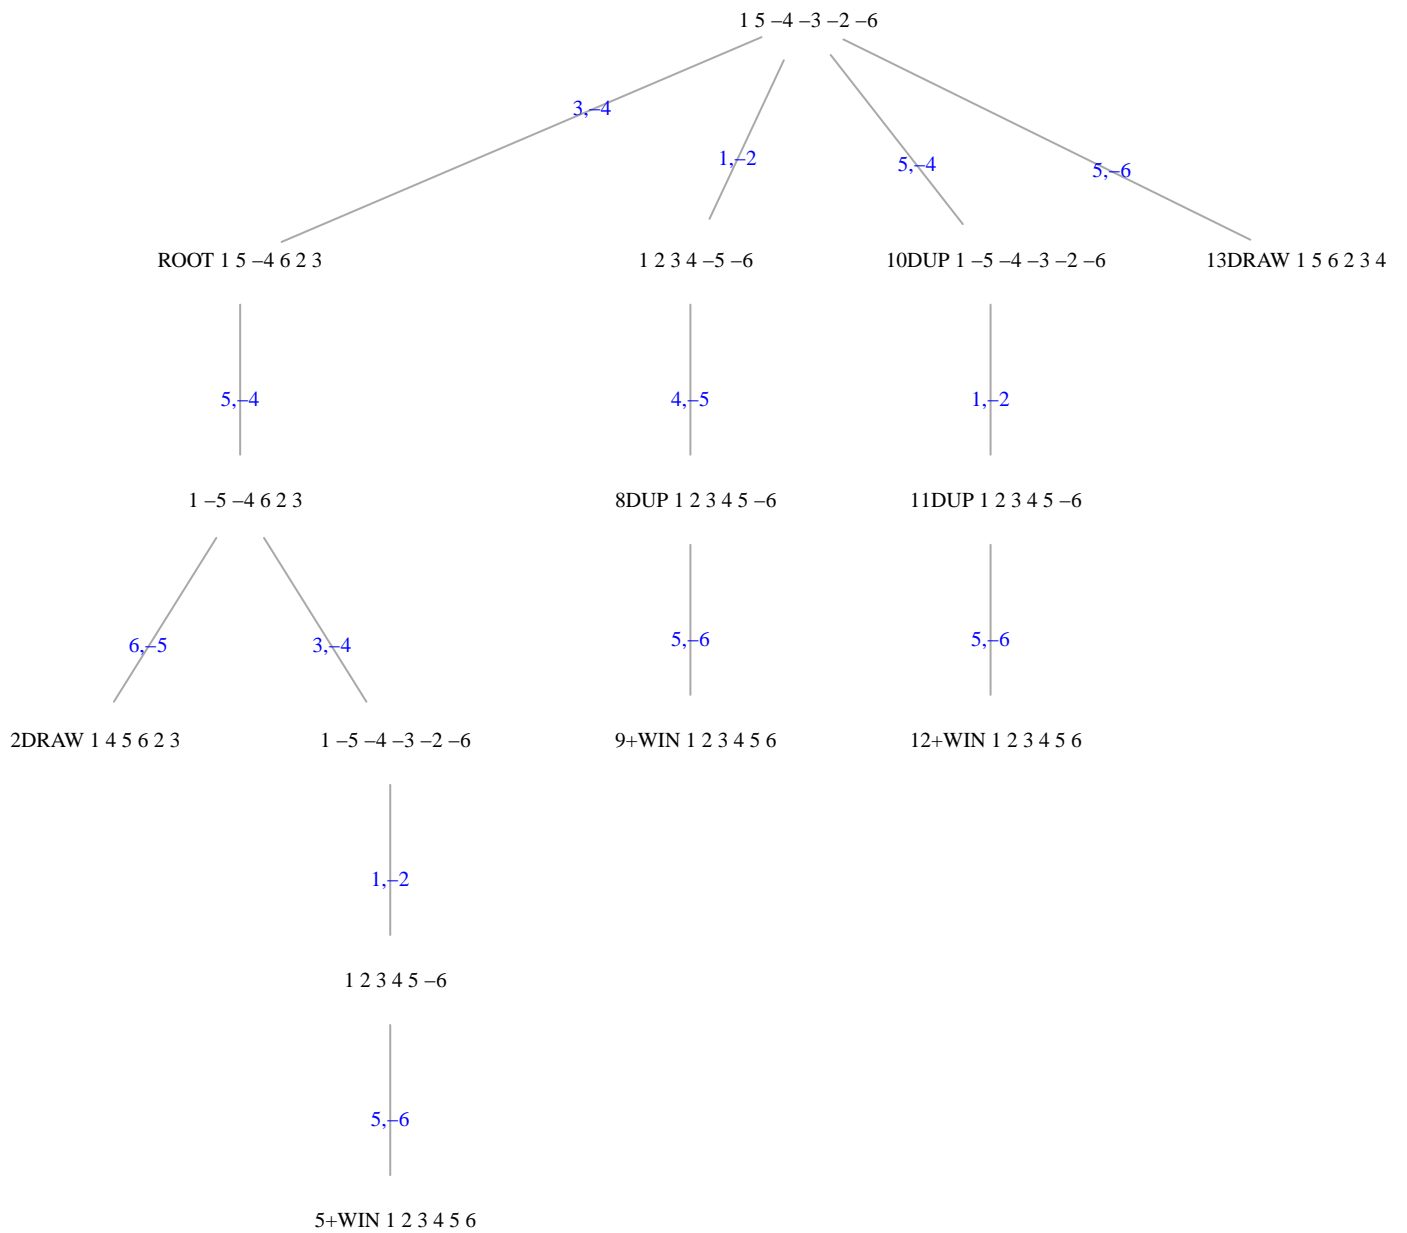 1 5 –4 –3 –2 –6
3,–4
1,–2
5,–4
5,–6
ROOT 1 5 –4 6 2 3
1 2 3 4 –5 –6
10DUP 1 –5 –4 –3 –2 –6
13DRAW 1 5 6 2 3 4
5,–4
4,–5
1,–2
1 –5 –4 6 2 3
8DUP 1 2 3 4 5 –6
11DUP 1 2 3 4 5 –6
6,–5
3,–4
5,–6
5,–6
2DRAW 1 4 5 6 2 3
1 –5 –4 –3 –2 –6
9+WIN 1 2 3 4 5 6
12+WIN 1 2 3 4 5 6
1,–2
1 2 3 4 5 –6
5,–6
5+WIN 1 2 3 4 5 6